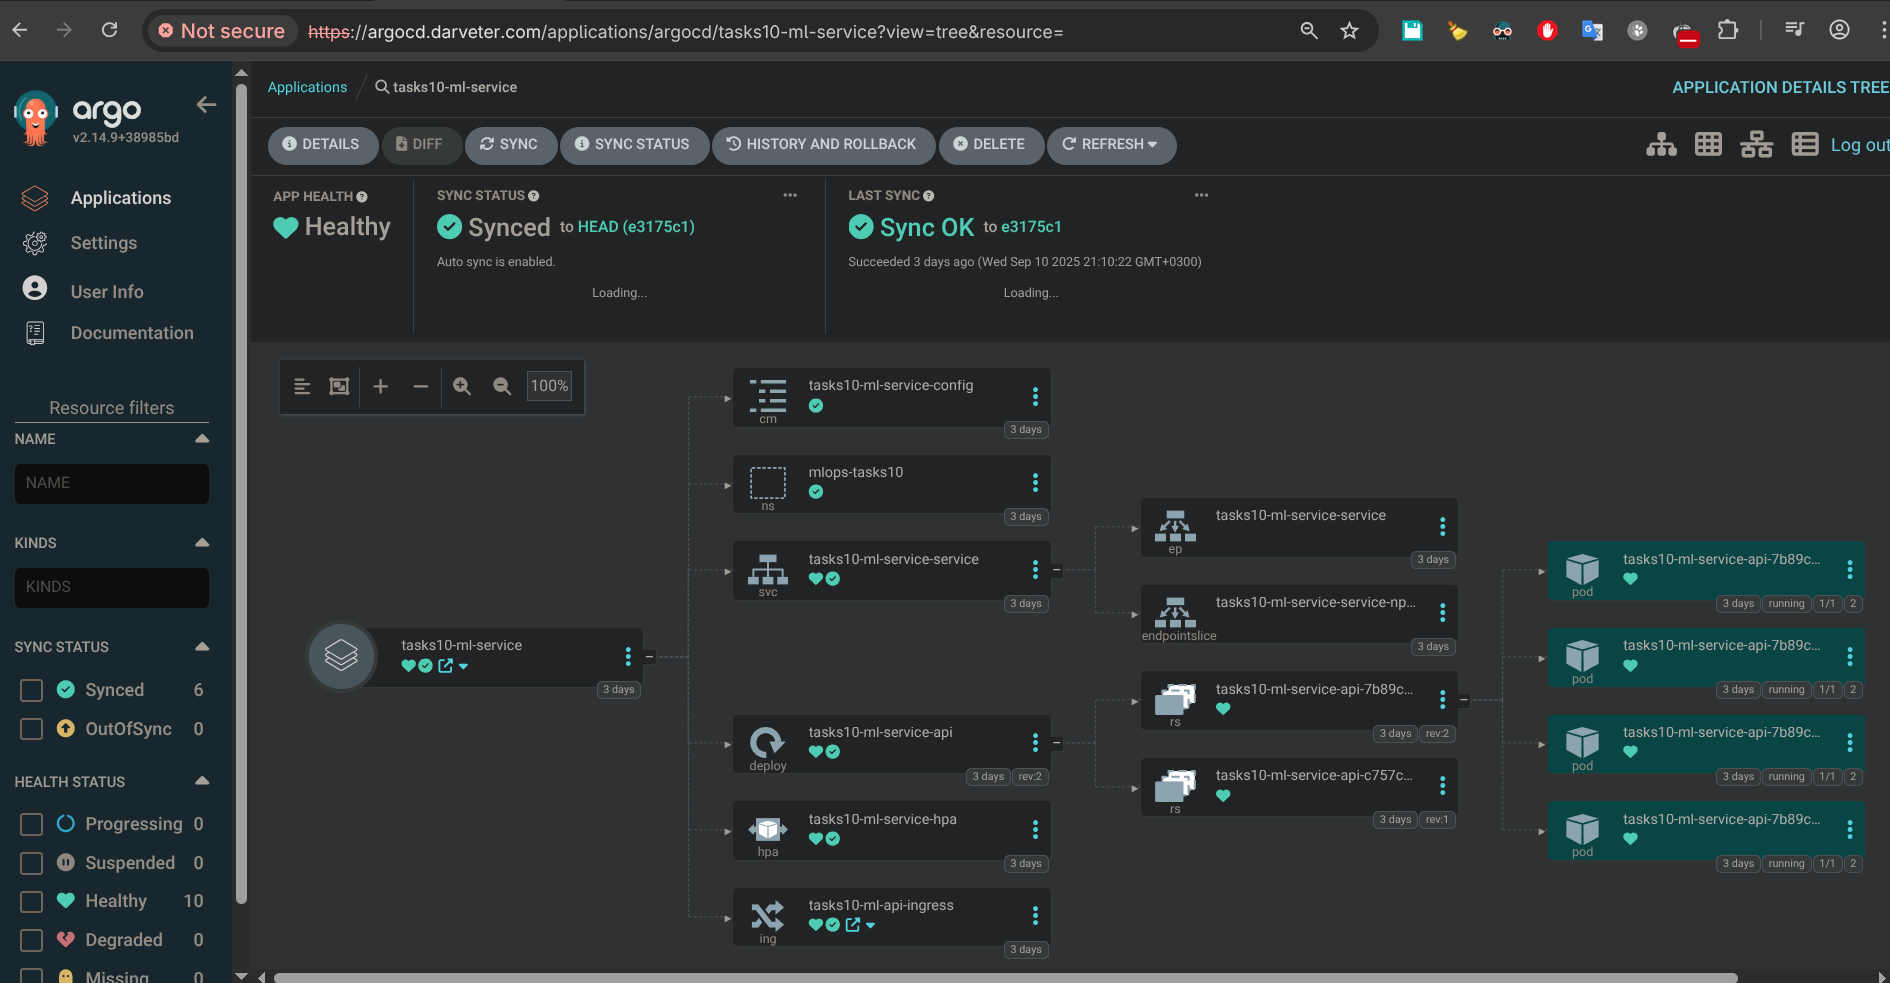 Not secure https://argocd.darveter.com/applications/argocd/tasks10-ml-service?view=tree&resource=
argo
v2.14.9+38985bd
Applications
Settings
User Info
Documentation
Resource filters
NAME
NAME
KINDS
KINDS
SYNC STATUS
Synced 6
OutOfSync 0
HEALTH STATUS
Progressing 0
Suspended 0
Healthy 10
Degraded 0
Missing 0
Applications / tasks10-ml-service
APPLICATION DETAILS TREE
DETAILS DIFF SYNC SYNC STATUS HISTORY AND ROLLBACK DELETE REFRESH
Log out
APP HEALTH
Healthy
SYNC STATUS
Synced to HEAD (e3175c1)
Auto sync is enabled.
Loading...
LAST SYNC
Sync OK to e3175c1
Succeeded 3 days ago (Wed Sep 10 2025 21:10:22 GMT+0300)
Loading...
100%
tasks10-ml-service
3 days
cm
tasks10-ml-service-config
3 days
ns
mlops-tasks10
3 days
svc
tasks10-ml-service-service
3 days
deploy
tasks10-ml-service-api
3 days rev:2
hpa
tasks10-ml-service-hpa
3 days
ing
tasks10-ml-api-ingress
3 days
ep
tasks10-ml-service-service
3 days
endpointslice
tasks10-ml-service-service-np...
3 days
rs
tasks10-ml-service-api-7b89c...
3 days rev:2
rs
tasks10-ml-service-api-c757c...
3 days rev:1
pod
tasks10-ml-service-api-7b89c...
3 days running 1/1 2
pod
tasks10-ml-service-api-7b89c...
3 days running 1/1 2
pod
tasks10-ml-service-api-7b89c...
3 days running 1/1 2
pod
tasks10-ml-service-api-7b89c...
3 days running 1/1 2